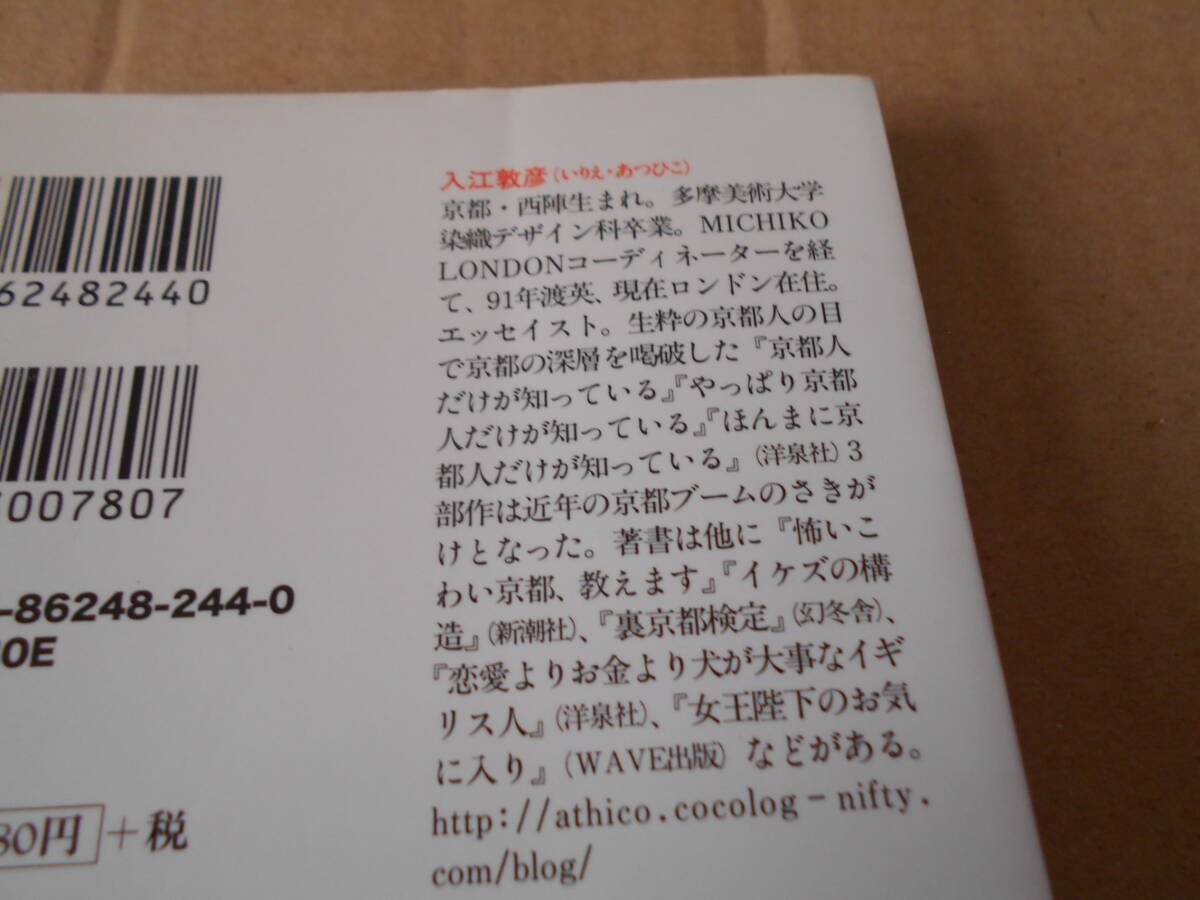 62482440
007807
-86248-244-0
0E
80円+税
入江敦彦(いりえ・あつひこ)
京都・西陣生まれ。多摩美術大学
染織デザイン科卒業。MICHIKO
LONDONコーディネーターを経
て、91年渡英、現在ロンドン在住。
エッセイスト。生粋の京都人の目
で京都の深層を喝破した『京都人
だけが知っている』『やっぱり京都
人だけが知っている』『ほんまに京
都人だけが知っている』(洋泉社)3
部作は近年の京都ブームのさきが
けとなった。著書は他に『怖いこ
わい京都、教えます』『イケズの構
造』(新潮社)、『裏京都検定』(幻冬舎)、
『恋愛よりお金より犬が大事なイギ
リス人』(洋泉社)、『女王陛下のお気
に入り』(WAVE出版)などがある。
http://athico.cocolog-nifty.
com/blog/